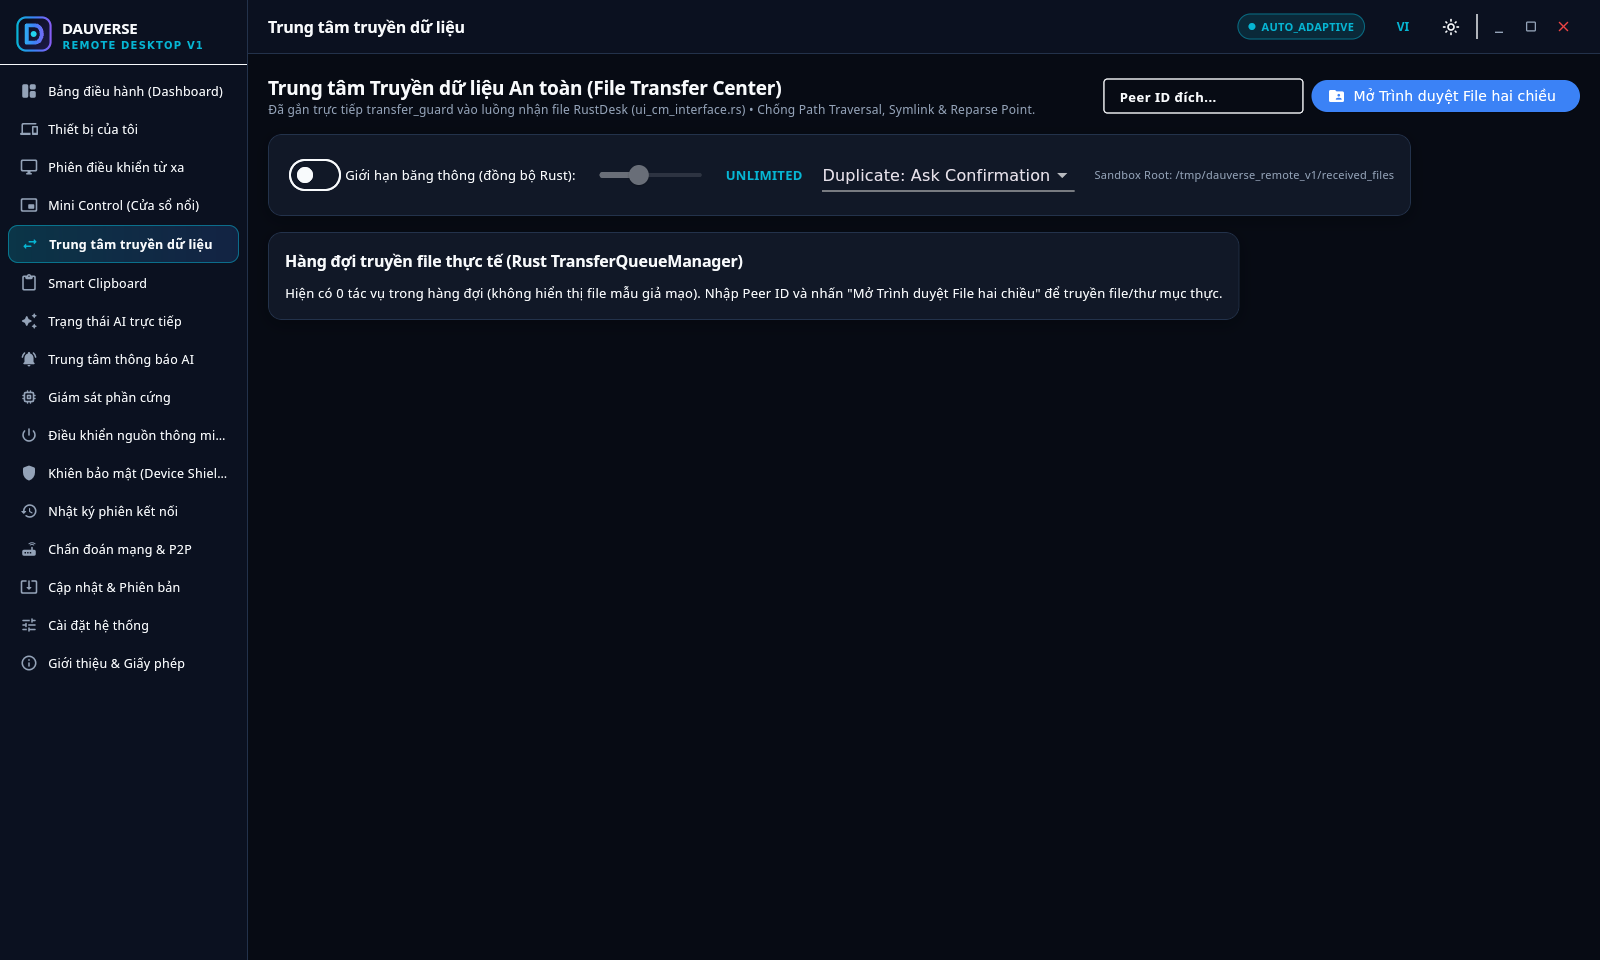 DAUVERSE
REMOTE DESKTOP V1
Trung tâm truyền dữ liệu
AUTO_ADAPTIVE
VI
Bảng điều hành (Dashboard)
Thiết bị của tôi
Phiên điều khiển từ xa
Mini Control (Cửa sổ nổi)
Trung tâm truyền dữ liệu
Smart Clipboard
Trạng thái AI trực tiếp
Trung tâm thông báo AI
Giám sát phần cứng
Điều khiển nguồn thông mi...
Khiên bảo mật (Device Shiel...
Nhật ký phiên kết nối
Chẩn đoán mạng & P2P
Cập nhật & Phiên bản
Cài đặt hệ thống
Giới thiệu & Giấy phép
Trung tâm Truyền dữ liệu An toàn (File Transfer Center)
Đã gắn trực tiếp transfer_guard vào luồng nhận file RustDesk (ui_cm_interface.rs) • Chống Path Traversal, Symlink & Reparse Point.
Peer ID đích...
Mở Trình duyệt File hai chiều
Giới hạn băng thông (đồng bộ Rust):
UNLIMITED
Duplicate: Ask Confirmation
Sandbox Root: /tmp/dauverse_remote_v1/received_files
Hàng đợi truyền file thực tế (Rust TransferQueueManager)
Hiện có 0 tác vụ trong hàng đợi (không hiển thị file mẫu giả mạo). Nhập Peer ID và nhấn "Mở Trình duyệt File hai chiều" để truyền file/thư mục thực.